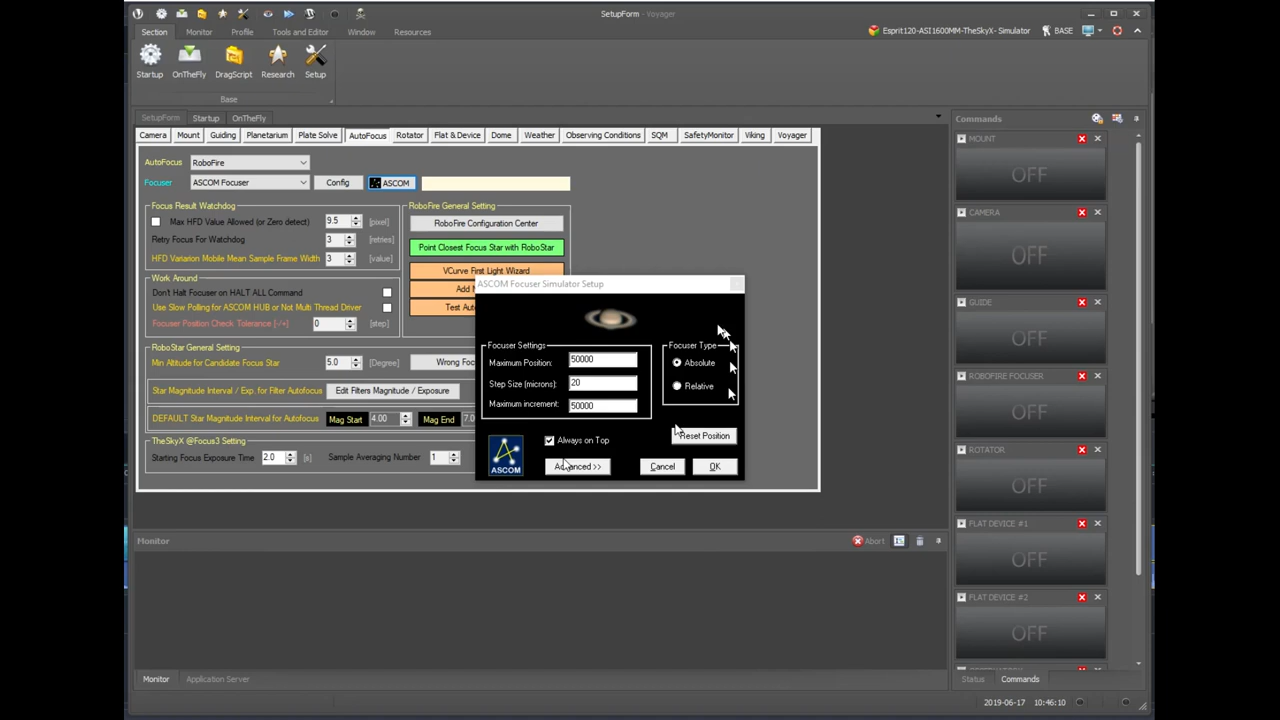 SetupForm - Voyager
Section Monitor Profile Tools and Editor Window Resources
Esprit120-ASI1600MM-TheSkyX- Simulator BASE
Startup OnTheFly DragScript Research Setup
Base
SetupForm Startup OnTheFly
Commands
Camera Mount Guiding Planetarium Plate Solve AutoFocus Rotator Flat & Device Dome Weather Observing Conditions SQM SafetyMonitor Viking Voyager
AutoFocus RoboFire
Focuser ASCOM Focuser Config ASCOM
Focus Result Watchdog
Max HFD Value Allowed (or Zero detect) 9.5 [pixel]
Retry Focus For Watchdog 3 [retries]
HFD Variation Mobile Mean Sample Frame Width 3 [value]
RoboFire General Setting
RoboFire Configuration Center
Point Closest Focus Star with RoboStar
VCurve First Light Wizard
Add
Test Aut
Work Around
Don't Halt Focuser on HALT ALL Command
Use Slow Polling for ASCOM HUB or Not Multi Thread Driver
Focuser Position Check Tolerance [-/+] 0 [step]
RoboStar General Setting
Min Altitude for Candidate Focus Star 5.0 [Degree] Wrong Foc
Star Magnitude Interval / Exp. for Filter Autofocus Edit Filters Magnitude / Exposure
DEFAULT Star Magnitude Interval for Autofocus Mag Start 4.00 Mag End 7.0
TheSkyX @Focus3 Setting
Starting Focus Exposure Time 2.0 [s] Sample Averaging Number 1
ASCOM Focuser Simulator Setup
Focuser Settings
Maximum Position: 50000
Step Size (microns): 20
Maximum increment: 50000
Focuser Type
Absolute
Relative
Always on Top
Reset Position
ASCOM
Advanced >>
Cancel
OK
MOUNT
OFF
CAMERA
OFF
GUIDE
OFF
ROBOFIRE FOCUSER
OFF
ROTATOR
OFF
FLAT DEVICE #1
OFF
FLAT DEVICE #2
OFF
Monitor
Abort
Monitor Application Server
Status Commands
2019-06-17 10:46:10